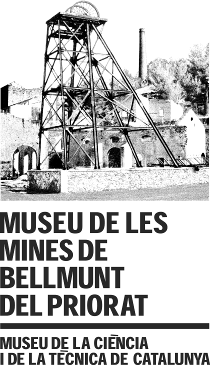 MUSEU DE LES
MINES DE
BELLMUNT
DEL PRIORAT
MUSEU DE LA CIÈNCIA
I DE LA TÈCNICA DE CATALUNYA